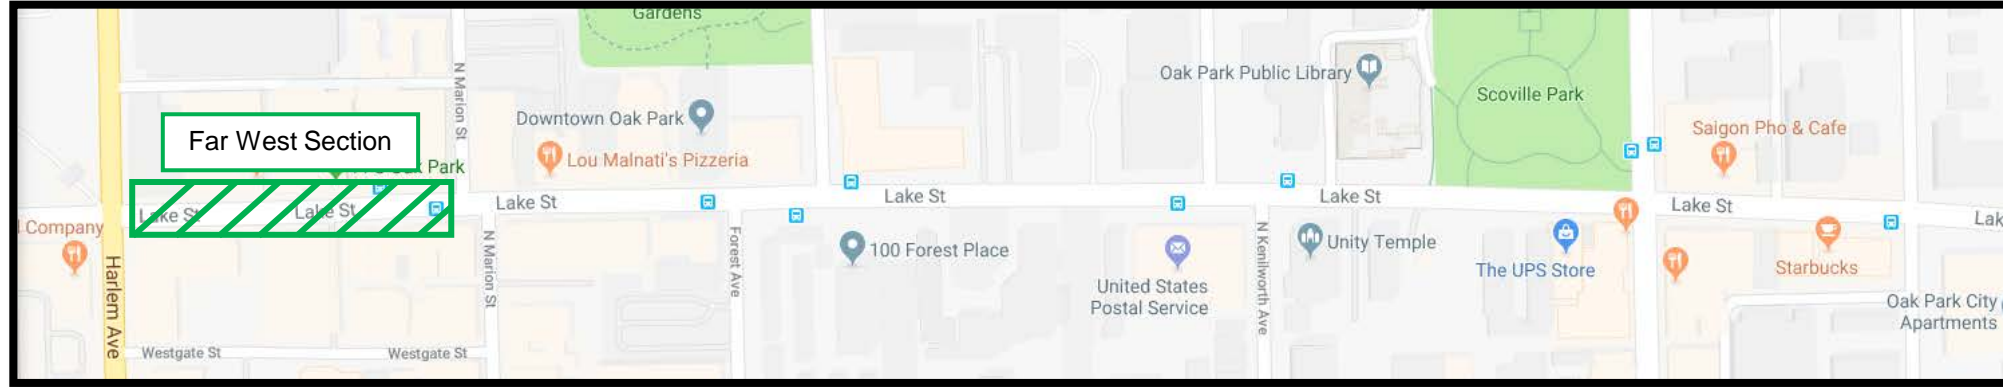 Gardens
N Marion St
Oak Park Public Library
Scoville Park
Downtown Oak Park
Saigon Pho & Cafe
Far West Section
Lou Malnati's Pizzeria
Park
Lake St
Lake St
Lake St
Lake St
Lake St
Lake St
Lak
Company
100 Forest Place
Unity Temple
The UPS Store
Starbucks
Harlem Ave
N Marion St
Forest Ave
N Kenilworth Ave
United States
Postal Service
Oak Park City
Apartments
Westgate St
Westgate St